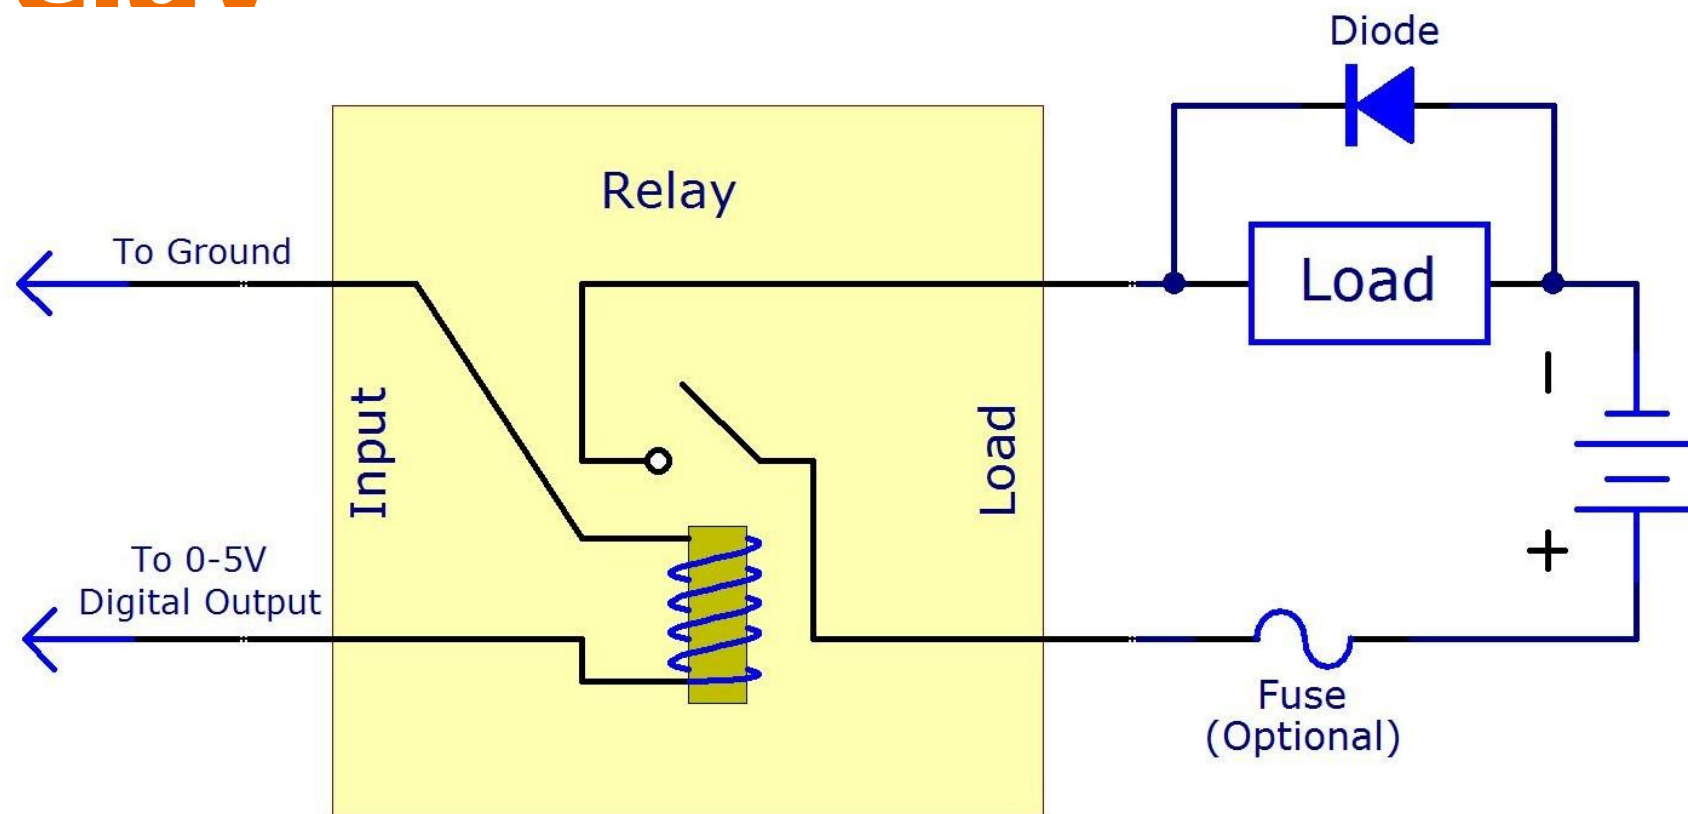 Diode
Relay
To Ground
Load
Input
Load
To 0-5V
Digital Output
Fuse
(Optional)